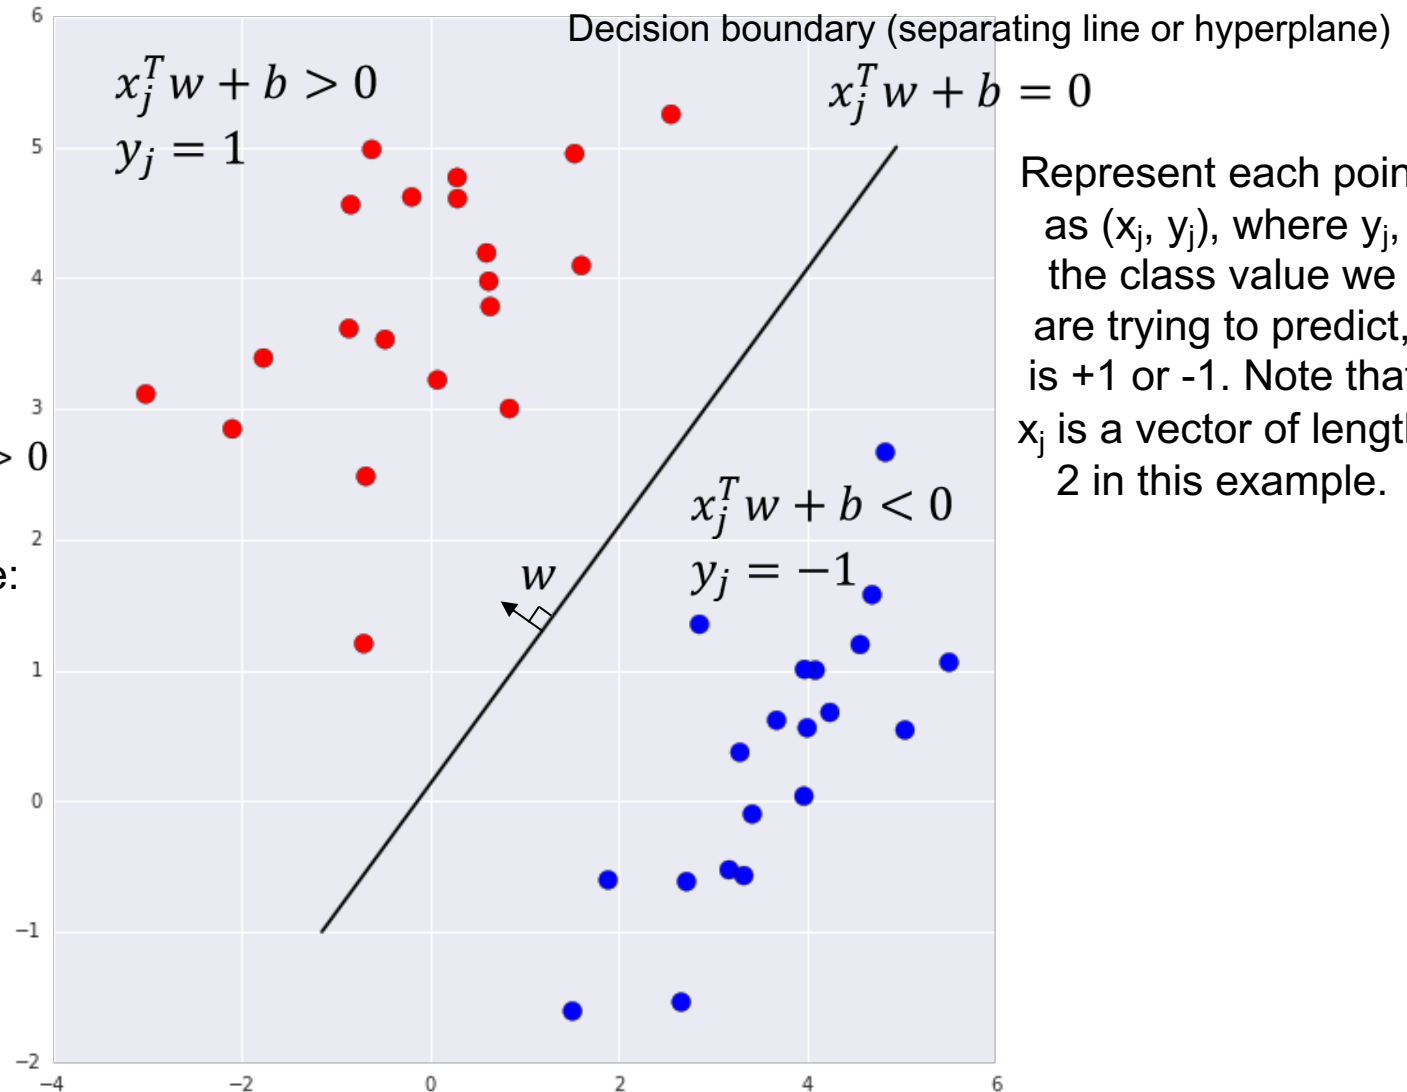 Decision boundary (separating line or hyperplane)
x_j^T w + b > 0
y_j = 1
x_j^T w + b = 0
Represent each poin
as (x_j, y_j), where y_j,
the class value we
are trying to predict,
is +1 or -1. Note that
x_j is a vector of lengt
2 in this example.
> 0
e:
x_j^T w + b < 0
y_j = −1
w
6
5
4
3
2
1
0
−1
−2
−4 −2 0 2 4 6